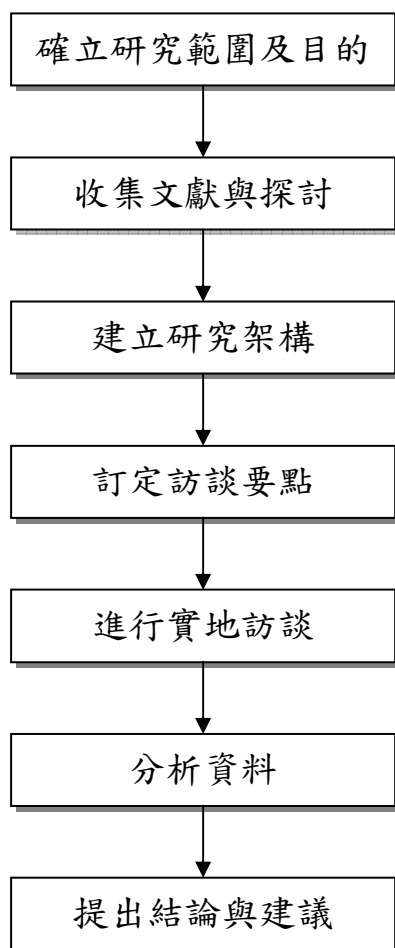 確立研究範圍及目的
收集文獻與探討
建立研究架構
訂定訪談要點
進行實地訪談
分析資料
提出結論與建議